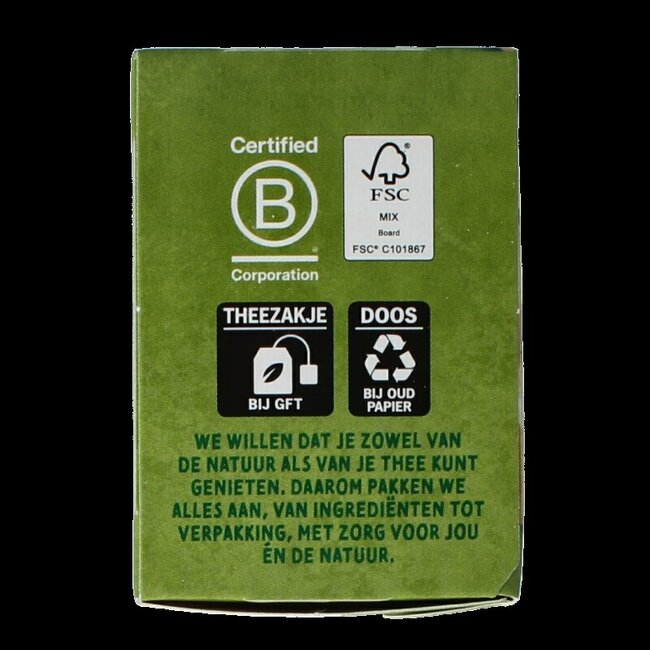 Certified
B
®
Corporation
®
FSC
MIX
Board
FSC® C101867
THEEZAKJE
BIJ GFT
DOOS
BIJ OUD
PAPIER
WE WILLEN DAT JE ZOWEL VAN
DE NATUUR ALS VAN JE THEE KUNT
GENIETEN. DAAROM PAKKEN WE
ALLES AAN, VAN INGREDIËNTEN TOT
VERPAKKING, MET ZORG VOOR JOU
ÉN DE NATUUR.